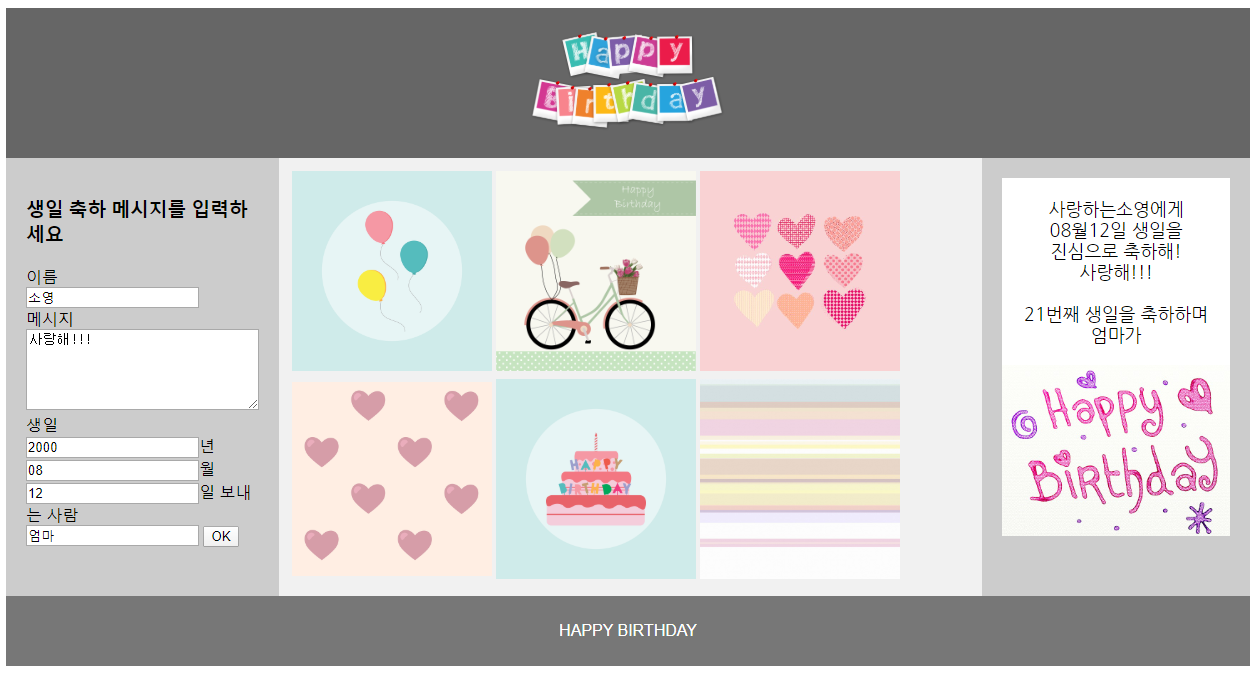 Happy
Birthday
생일 축하 메시지를 입력하
세요
이름
소영
메시지
사랑해!!!
생일
2000 년
08 월
12 일 보내
는 사람
엄마 OK
Happy
Birthday
HAPPY
BIRTHDAY
사랑하는소영에게
08월12일 생일을
진심으로 축하해!
사랑해!!!
21번째 생일을 축하하며
엄마가
Happy
Birthday
HAPPY BIRTHDAY